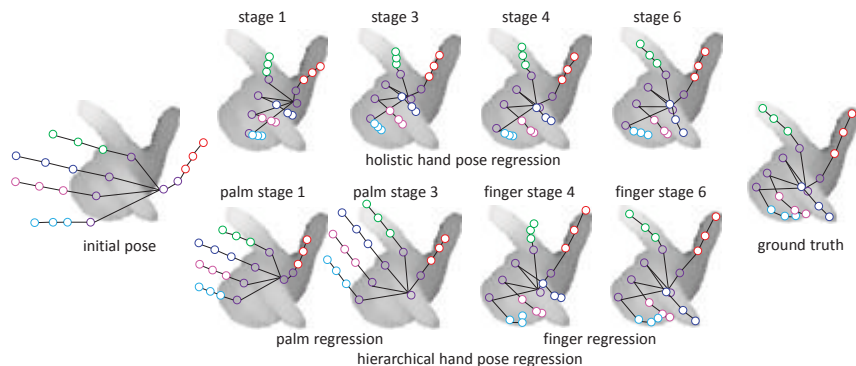 stage 1
stage 3
stage 4
stage 6
holistic hand pose regression
initial pose
palm stage 1
palm stage 3
finger stage 4
finger stage 6
ground truth
palm regression
finger regression
hierarchical hand pose regression